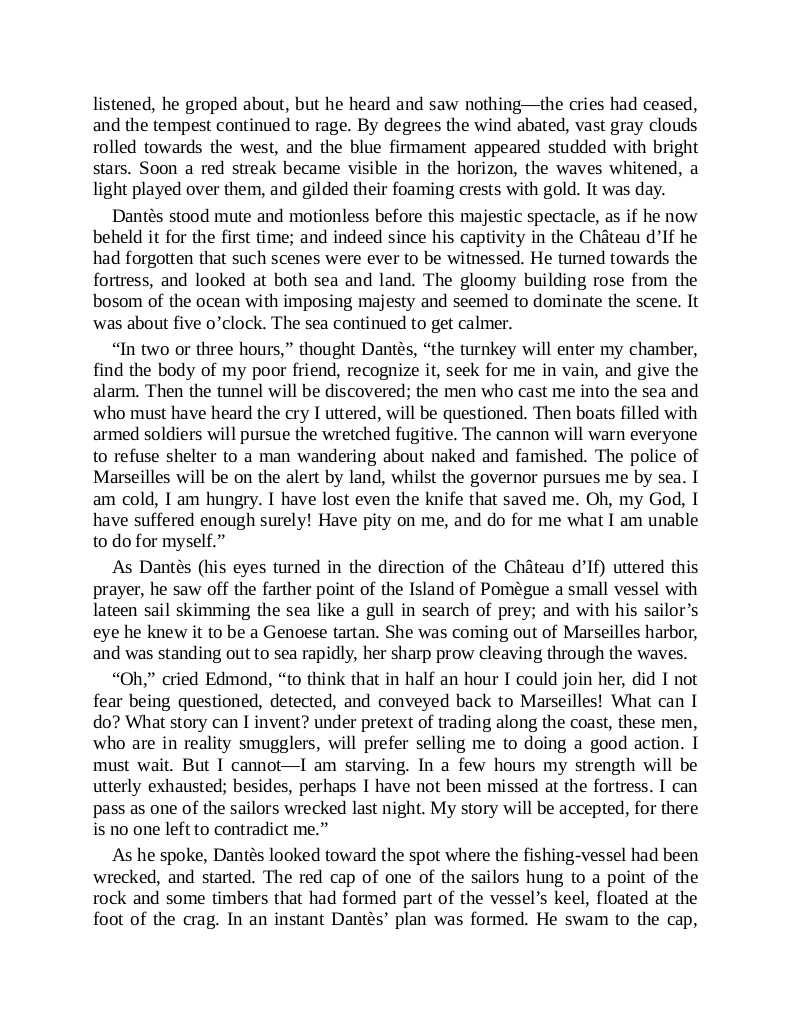 listened, he groped about, but he heard and saw nothing—the cries had ceased,
and the tempest continued to rage. By degrees the wind abated, vast gray clouds
rolled towards the west, and the blue firmament appeared studded with bright
stars. Soon a red streak became visible in the horizon, the waves whitened, a
light played over them, and gilded their foaming crests with gold. It was day.
Dantès stood mute and motionless before this majestic spectacle, as if he now
beheld it for the first time; and indeed since his captivity in the Château d’If he
had forgotten that such scenes were ever to be witnessed. He turned towards the
fortress, and looked at both sea and land. The gloomy building rose from the
bosom of the ocean with imposing majesty and seemed to dominate the scene. It
was about five o’clock. The sea continued to get calmer.
“In two or three hours,” thought Dantès, “the turnkey will enter my chamber,
find the body of my poor friend, recognize it, seek for me in vain, and give the
alarm. Then the tunnel will be discovered; the men who cast me into the sea and
who must have heard the cry I uttered, will be questioned. Then boats filled with
armed soldiers will pursue the wretched fugitive. The cannon will warn everyone
to refuse shelter to a man wandering about naked and famished. The police of
Marseilles will be on the alert by land, whilst the governor pursues me by sea. I
am cold, I am hungry. I have lost even the knife that saved me. Oh, my God, I
have suffered enough surely! Have pity on me, and do for me what I am unable
to do for myself.”
As Dantès (his eyes turned in the direction of the Château d’If) uttered this
prayer, he saw off the farther point of the Island of Pomègue a small vessel with
lateen sail skimming the sea like a gull in search of prey; and with his sailor’s
eye he knew it to be a Genoese tartan. She was coming out of Marseilles harbor,
and was standing out to sea rapidly, her sharp prow cleaving through the waves.
“Oh,” cried Edmond, “to think that in half an hour I could join her, did I not
fear being questioned, detected, and conveyed back to Marseilles! What can I
do? What story can I invent? under pretext of trading along the coast, these men,
who are in reality smugglers, will prefer selling me to doing a good action. I
must wait. But I cannot—I am starving. In a few hours my strength will be
utterly exhausted; besides, perhaps I have not been missed at the fortress. I can
pass as one of the sailors wrecked last night. My story will be accepted, for there
is no one left to contradict me.”
As he spoke, Dantès looked toward the spot where the fishing-vessel had been
wrecked, and started. The red cap of one of the sailors hung to a point of the
rock and some timbers that had formed part of the vessel’s keel, floated at the
foot of the crag. In an instant Dantès’ plan was formed. He swam to the cap,